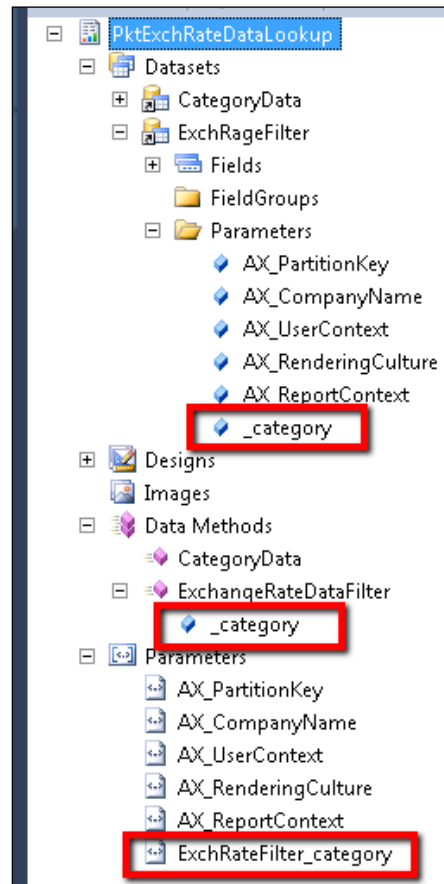 PktExchRateDataLookup
Datasets
CategoryData
ExchRageFilter
Fields
FieldGroups
Parameters
AX_PartitionKey
AX_CompanyName
AX_UserContext
AX_RenderingCulture
AX_ReportContext
_category
Designs
Images
Data Methods
CategoryData
ExchangeRateDataFilter
_category
Parameters
AX_PartitionKey
AX_CompanyName
AX_UserContext
AX_RenderingCulture
AX_ReportContext
ExchRateFilter_category